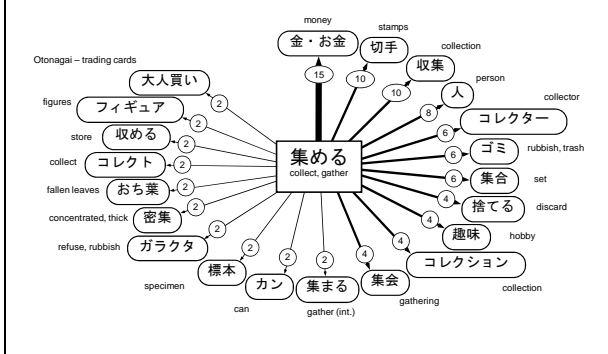 集める
collect, gather
money
金・お金
15
stamps
切手
10
collection
収集
10
person
人
8
collector
コレクター
6
rubbish, trash
ゴミ
6
set
集合
6
discard
捨てる
4
hobby
趣味
4
collection
コレクション
4
gathering
集会
4
gather (int.)
集まる
2
can
カン
2
specimen
標本
2
refuse, rubbish
ガラクタ
2
concentrated, thick
密集
2
fallen leaves
おち葉
2
collect
コレクト
2
store
収める
2
figures
フィギュア
2
Otonagai – trading cards
大人買い
2